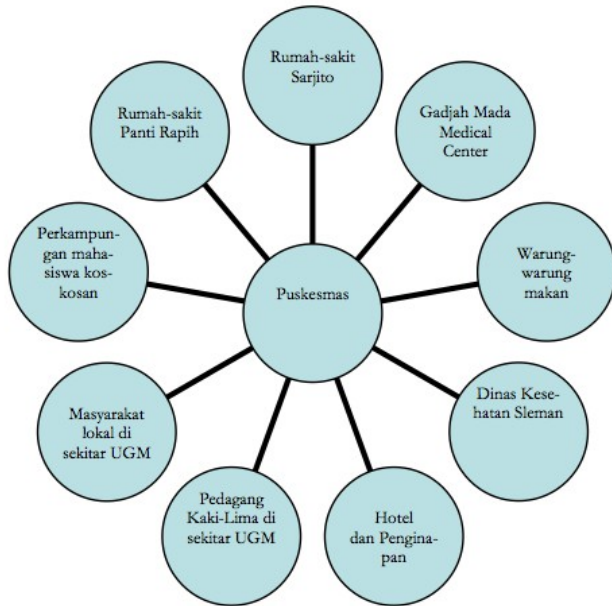 Rumah-sakit
Sarjito
Rumah-sakit
Panti Rapih
Gadjah Mada
Medical
Center
Perkampun-
gan maha-
siswa kos-
kosan
Puskesmas
Warung-
warung
makan
Masyarakat
lokal di
sekitar UGM
Dinas Kese-
hatan Sleman
Pedagang
Kaki-Lima di
sekitar UGM
Hotel
dan Pengina-
pan